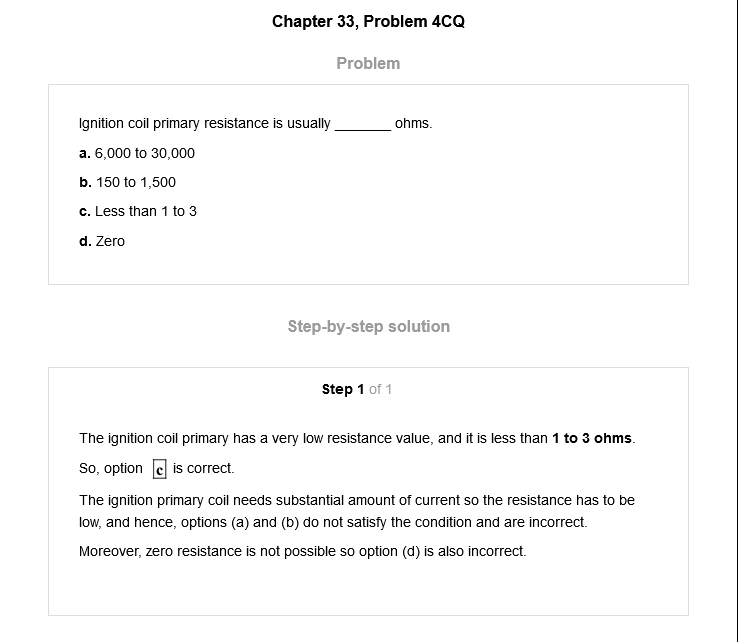 Chapter 33, Problem 4CQ
Problem
Ignition coil primary resistance is usually _______ ohms.
a. 6,000 to 30,000
b. 150 to 1,500
c. Less than 1 to 3
d. Zero
Step-by-step solution
Step 1 of 1
The ignition coil primary has a very low resistance value, and it is less than 1 to 3 ohms.
So, option c is correct.
The ignition primary coil needs substantial amount of current so the resistance has to be
low, and hence, options (a) and (b) do not satisfy the condition and are incorrect.
Moreover, zero resistance is not possible so option (d) is also incorrect.